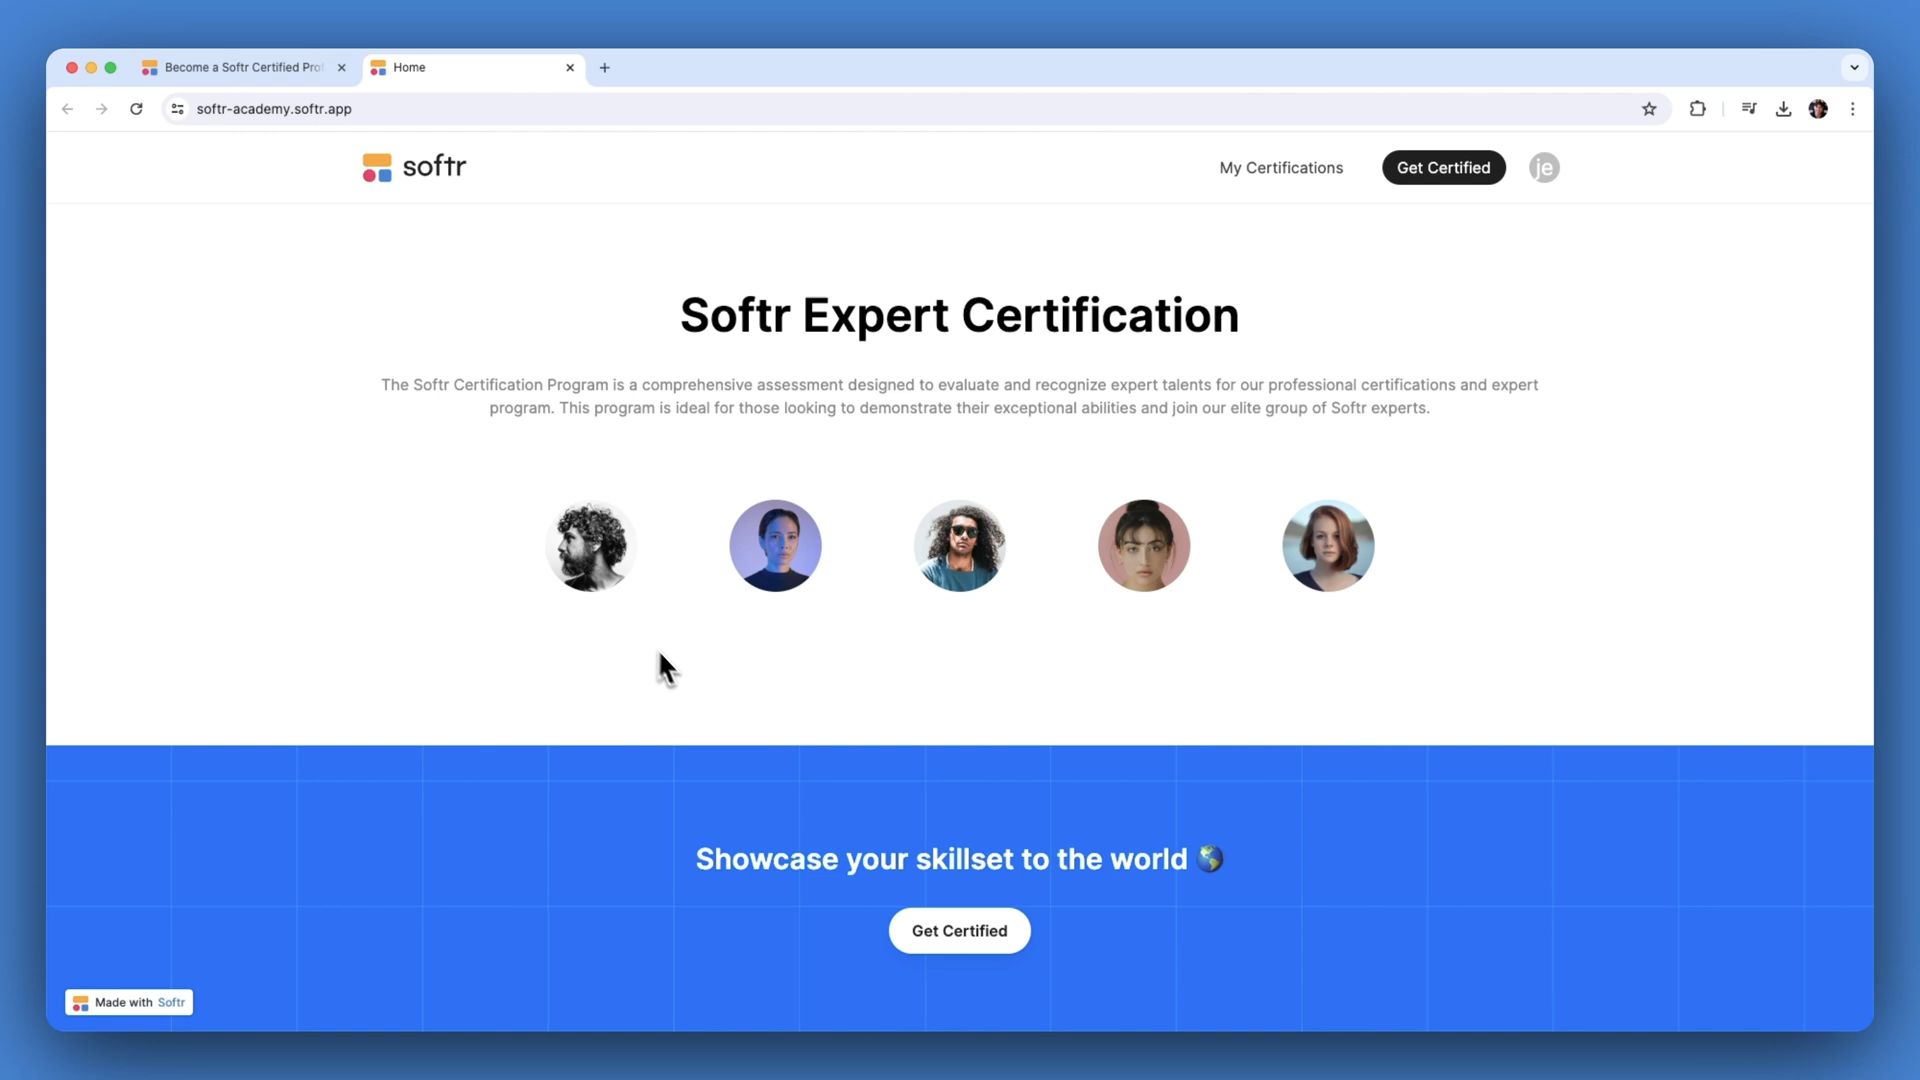 Become a Softr Certified Pro
Home
softr-academy.softr.app
softr
My Certifications
Get Certified
je
Softr Expert Certification
The Softr Certification Program is a comprehensive assessment designed to evaluate and recognize expert talents for our professional certifications and expert
program. This program is ideal for those looking to demonstrate their exceptional abilities and join our elite group of Softr experts.
Showcase your skillset to the world 🌎
Get Certified
Made with Softr